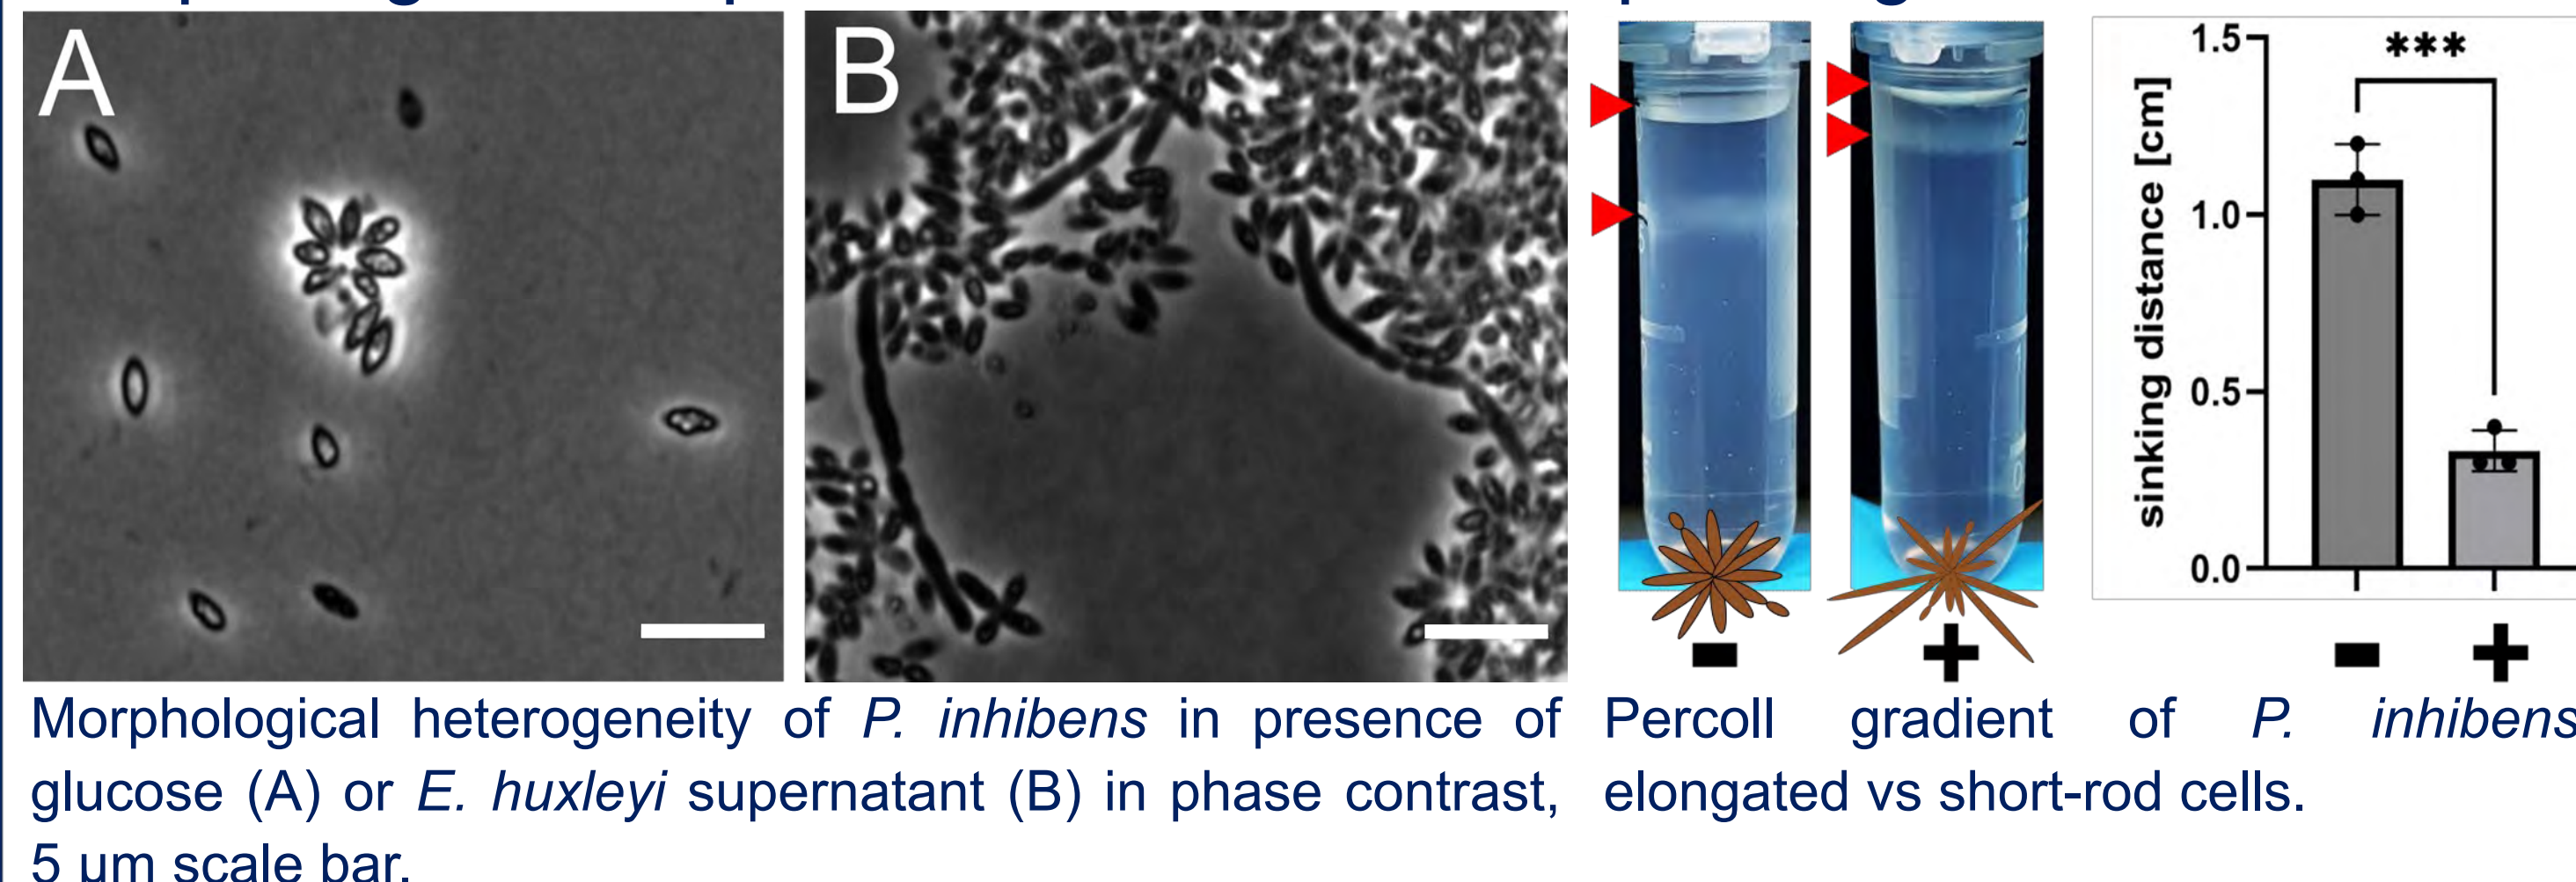 A
B
***
1.5
1.0
0.5
0.0
sinking distance [cm]
- +
- +
Morphological heterogeneity of P. inhibens in presence of
glucose (A) or E. huxleyi supernatant (B) in phase contrast,
5 µm scale bar.
Percoll gradient of P. inhibens
elongated vs short-rod cells.